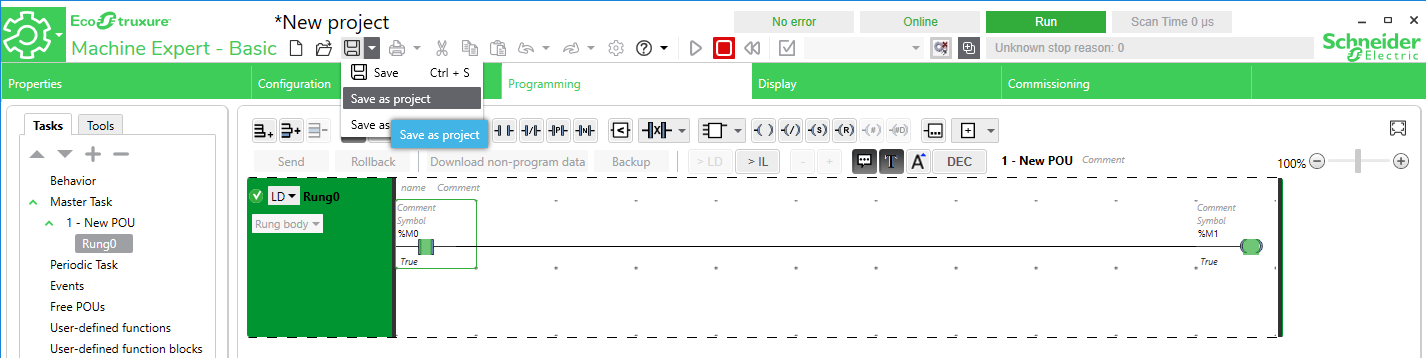 EcoStruxure™
*New project
No error
Online
Run
Scan Time 0 µs
Machine Expert - Basic
Unknown stop reason: 0
Schneider
Electric
Save Ctrl + S
Properties
Configuration
Programming
Display
Commissioning
Save as project
Save as
Save as project
Tasks
Tools
Send
Rollback
Download non-program data
Backup
> LD
> IL
-
+
T
A
DEC
1 - New POU
Comment
100%
Behavior
Master Task
1 - New POU
Rung0
Periodic Task
Events
Free POUs
User-defined functions
User-defined function blocks
LD
Rung0
name
Comment
Rung body
Comment
Symbol
%M0
True
Comment
Symbol
%M1
True